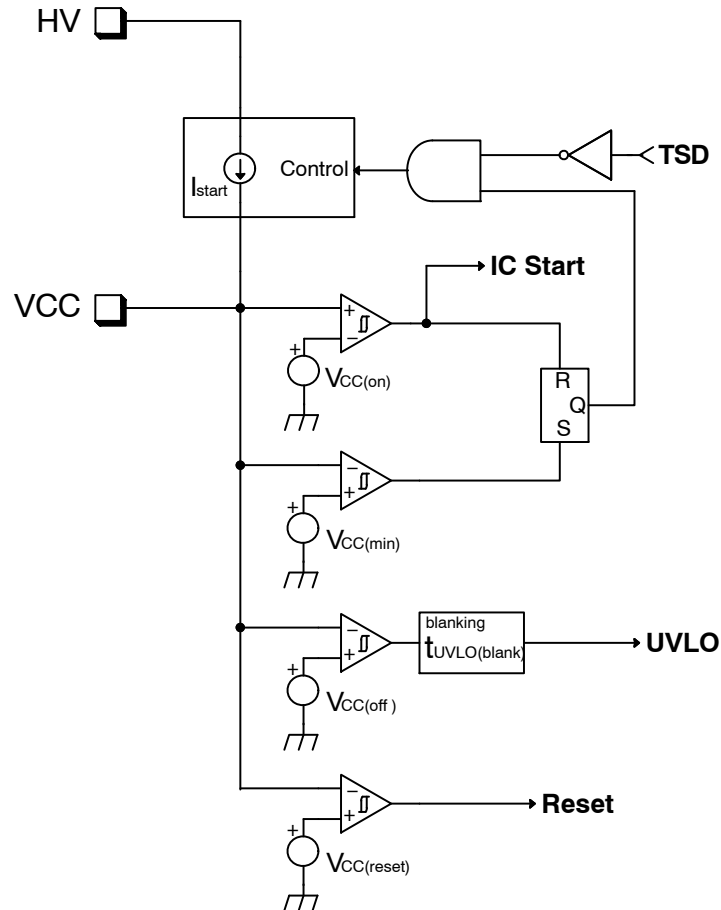 HV
TSD
Control
Istart
IC Start
VCC
+
−
+
VCC(on)
R
Q
S
−
+
+
VCC(min)
−
+
+
VCC(off )
blanking
tUVLO(blank)
UVLO
−
+
+
VCC(reset)
Reset